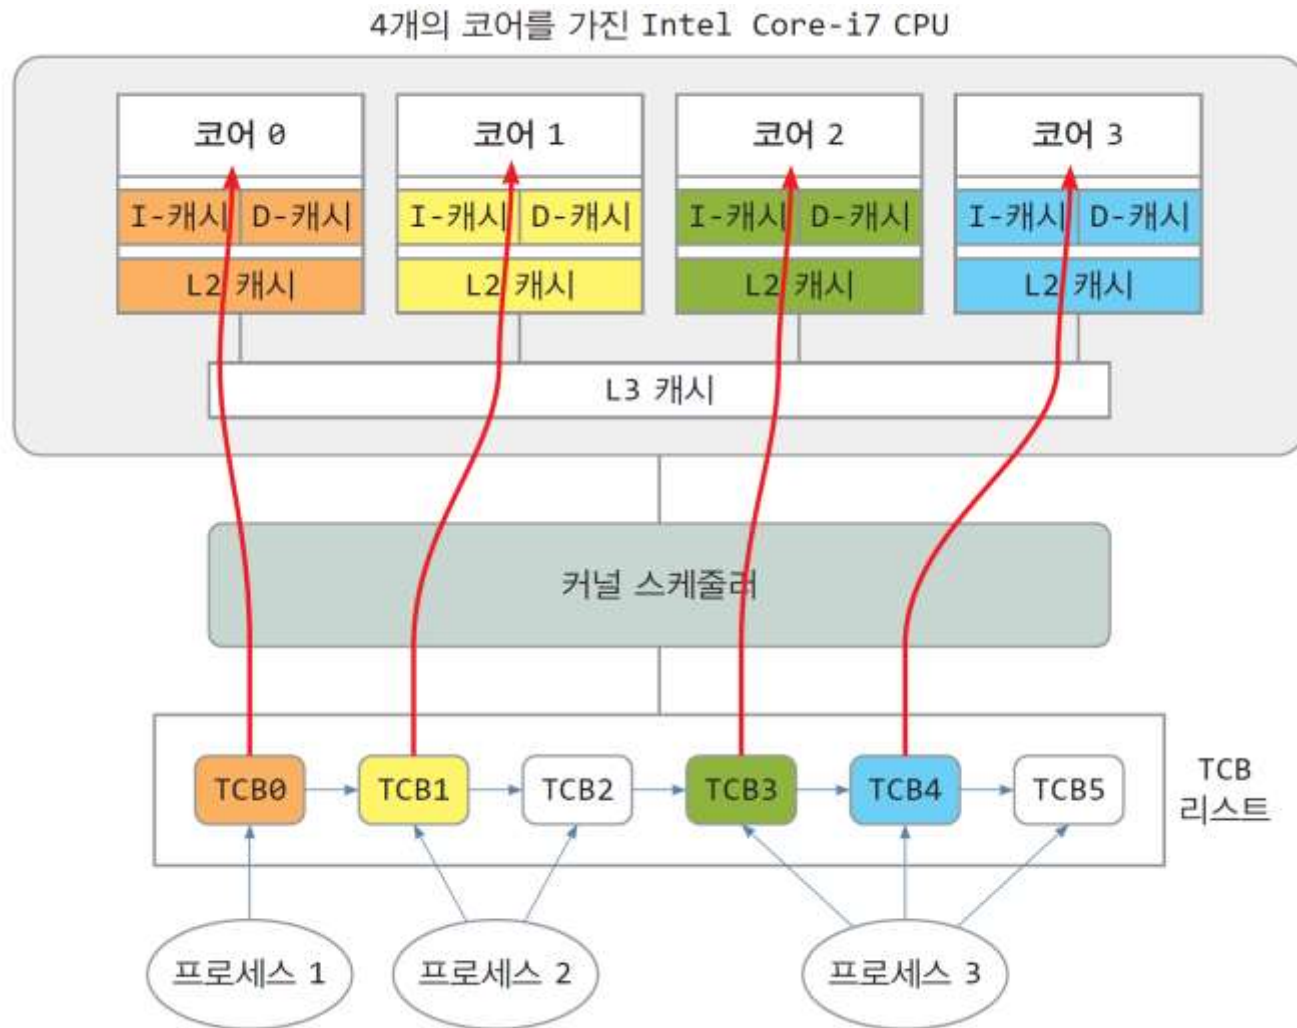 4개의 코어를 가진 Intel Core-i7 CPU
코어 0
코어 1
코어 2
코어 3
I-캐시 D-캐시
I-캐시 D-캐시
I-캐시 D-캐시
I-캐시 D-캐시
L2 캐시
L2 캐시
L2 캐시
L2 캐시
L3 캐시
커널 스케줄러
TCB0
TCB1
TCB2
TCB3
TCB4
TCB5
TCB
리스트
프로세스 1
프로세스 2
프로세스 3